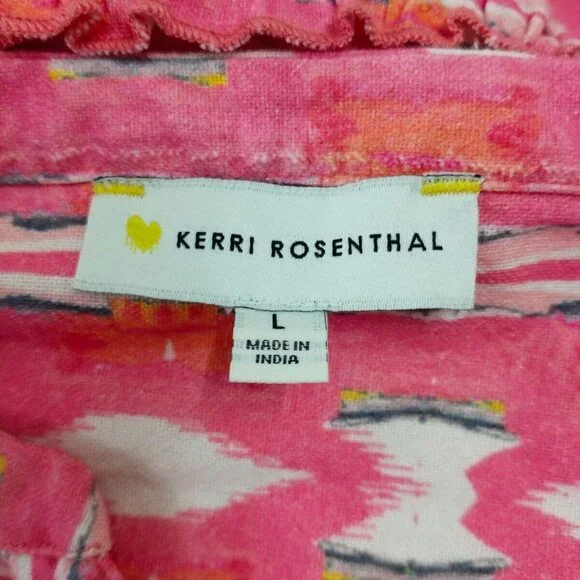 KERRI ROSENTHAL
L
MADE IN
INDIA